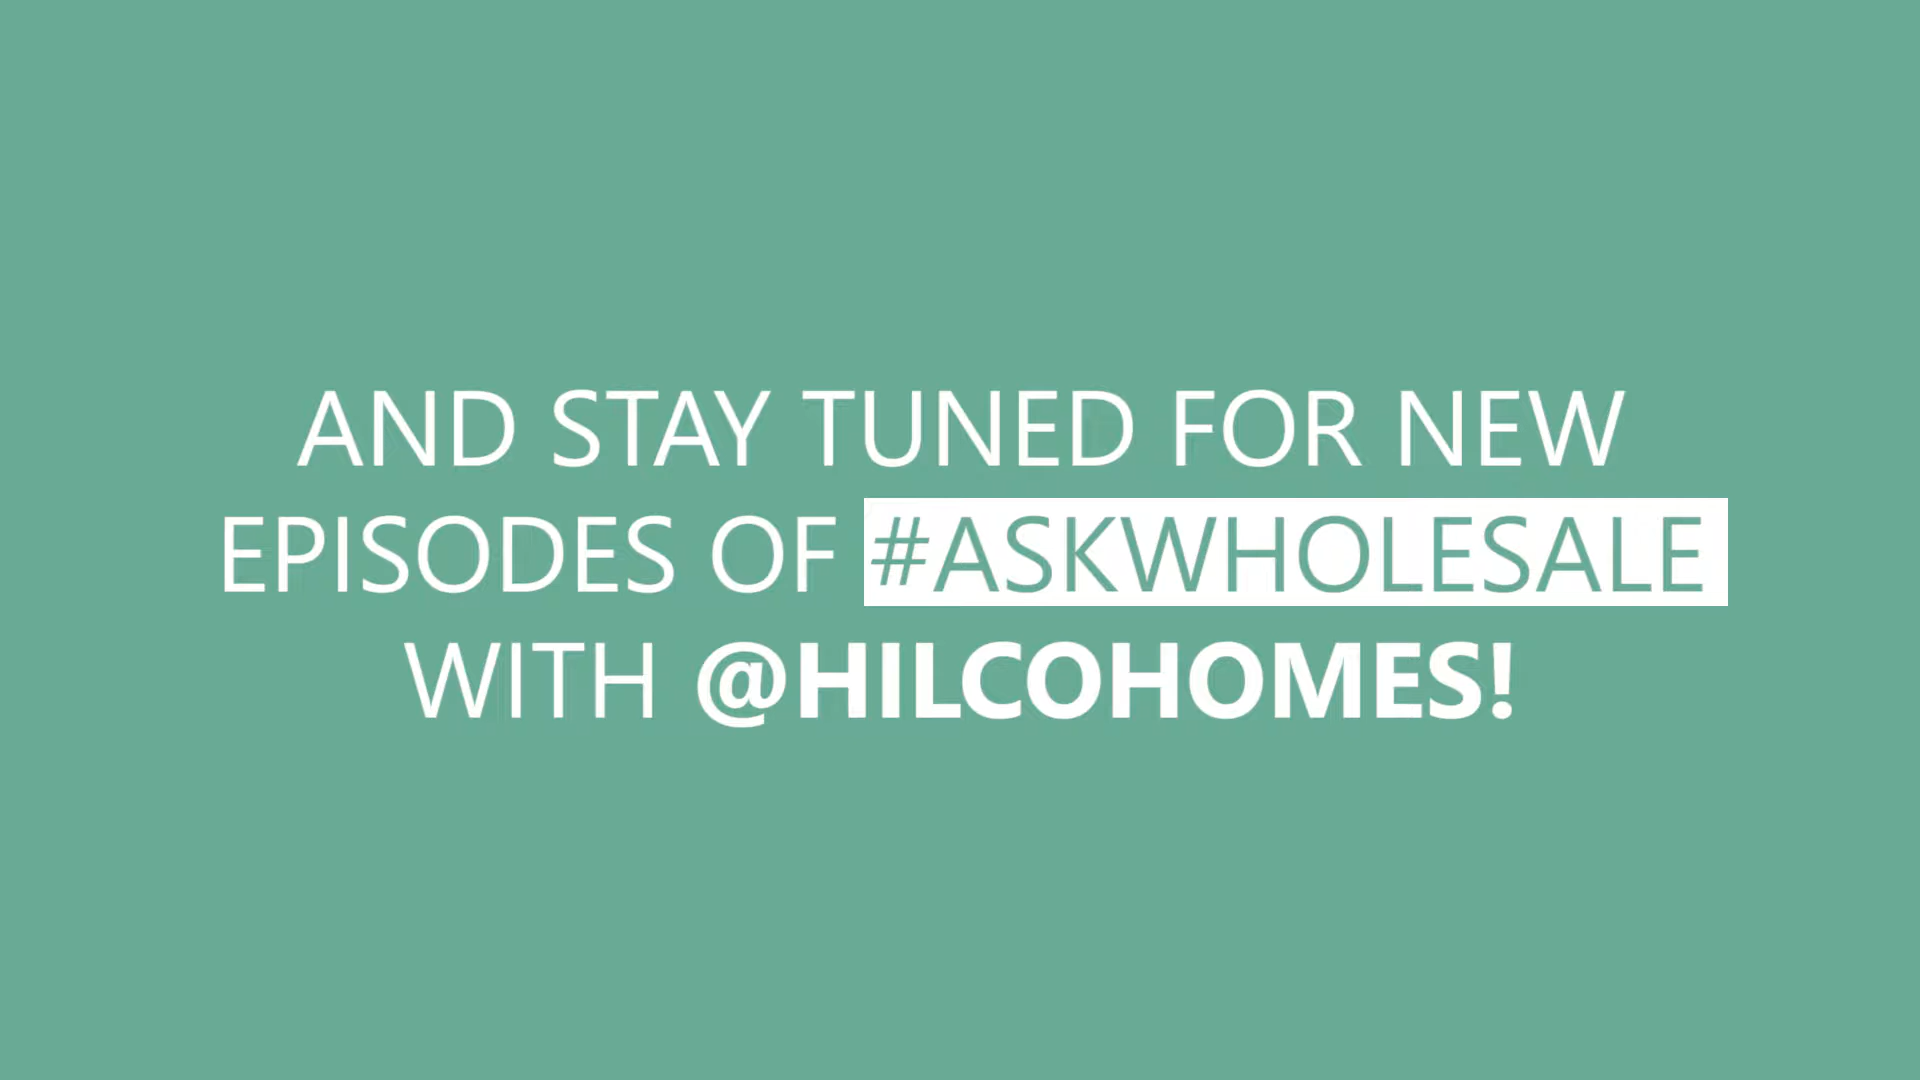 AND STAY TUNED FOR NEW
EPISODES OF #ASKWHOLESALE
WITH @HILCOHOMES!